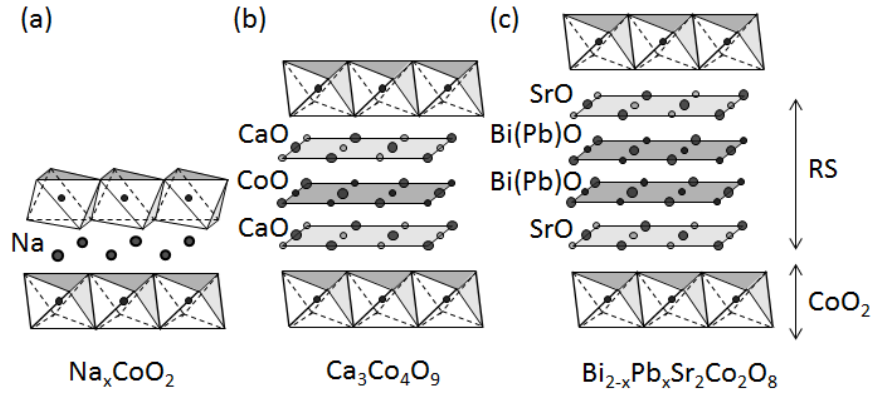 (a)
(b)
(c)
SrO
CaO
Bi(Pb)O
CoO
Bi(Pb)O
RS
Na
CaO
SrO
CoO₂
NaₓCoO₂
Ca₃Co₄O₉
Bi₂₋ₓPbₓSr₂Co₂O₈